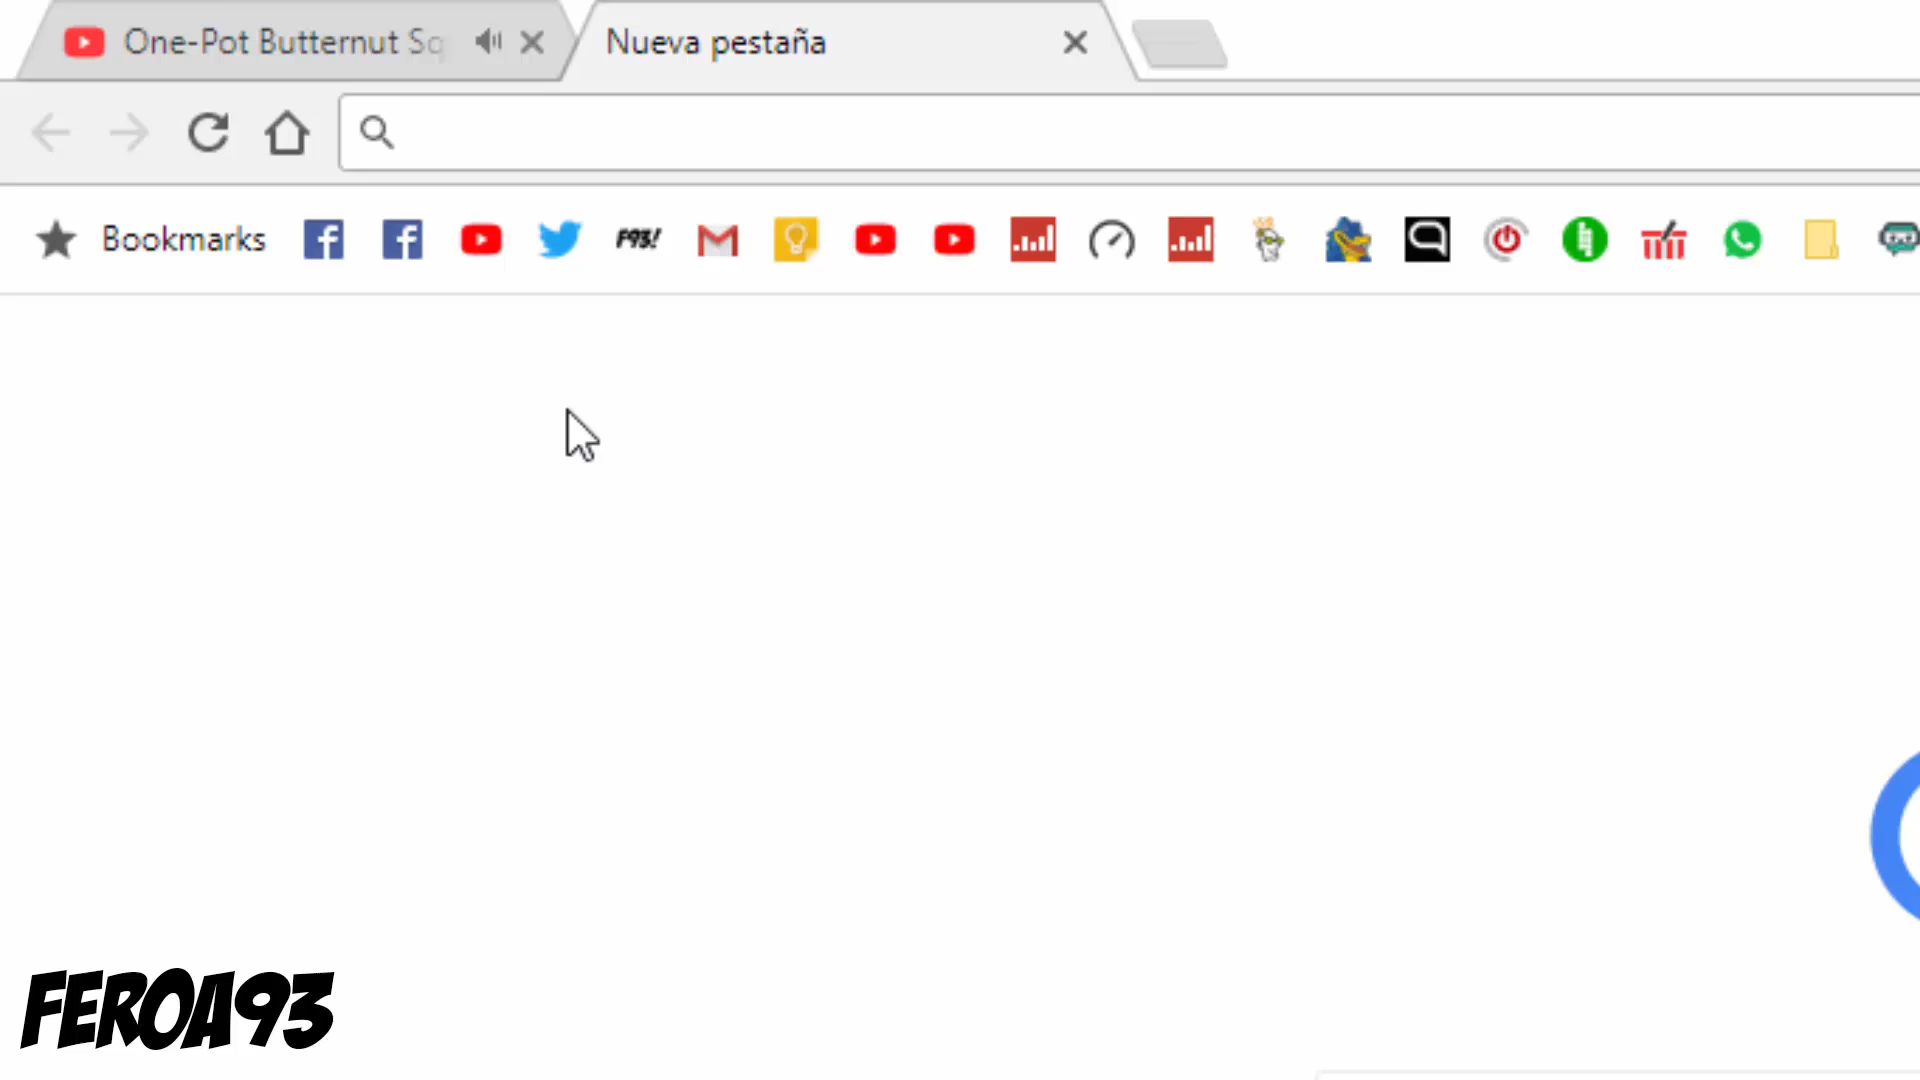 One-Pot Butternut Sq
Nueva pestaña
Bookmarks
F93!
FEROA93